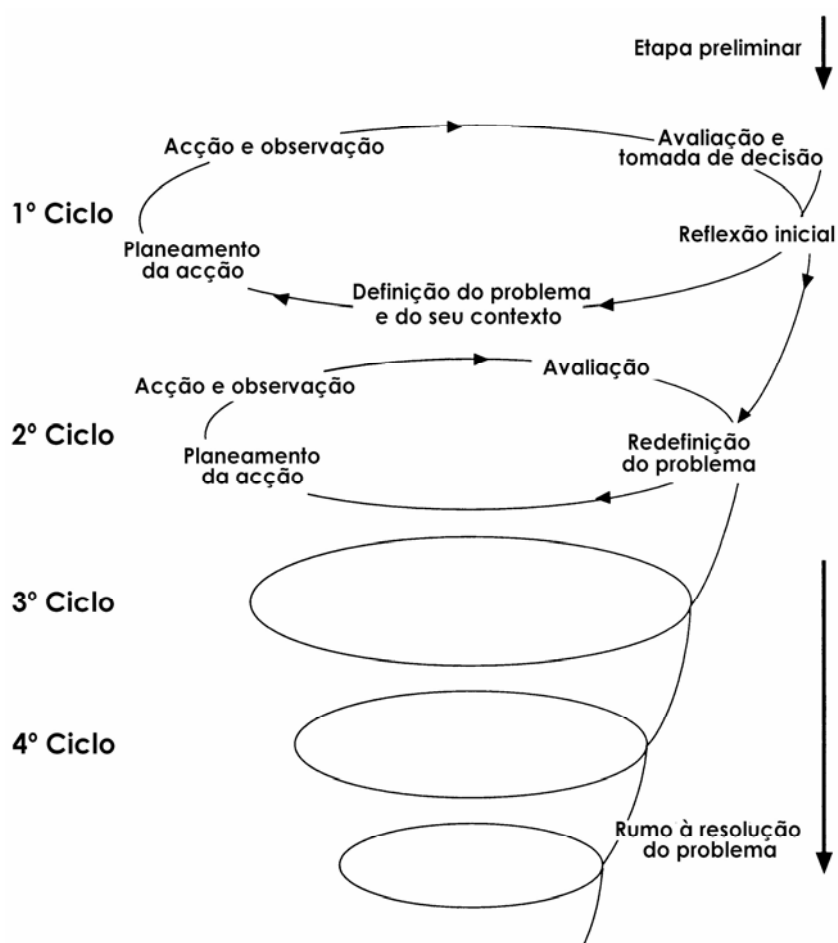 Etapa preliminar
Acção e observação
Avaliação e
tomada de decisão
1º Ciclo
Reflexão inicial
Planeamento
da acção
Definição do problema
e do seu contexto
Acção e observação
Avaliação
2º Ciclo
Planeamento
da acção
Redefinição
do problema
3º Ciclo
4º Ciclo
Rumo à resolução
do problema